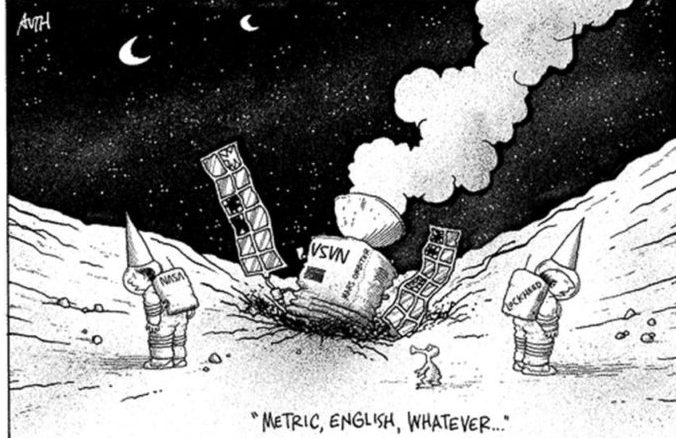 AUTH
NASA
VSVN
MARS ORBITER
LOCKHEED
"METRIC, ENGLISH, WHATEVER..."